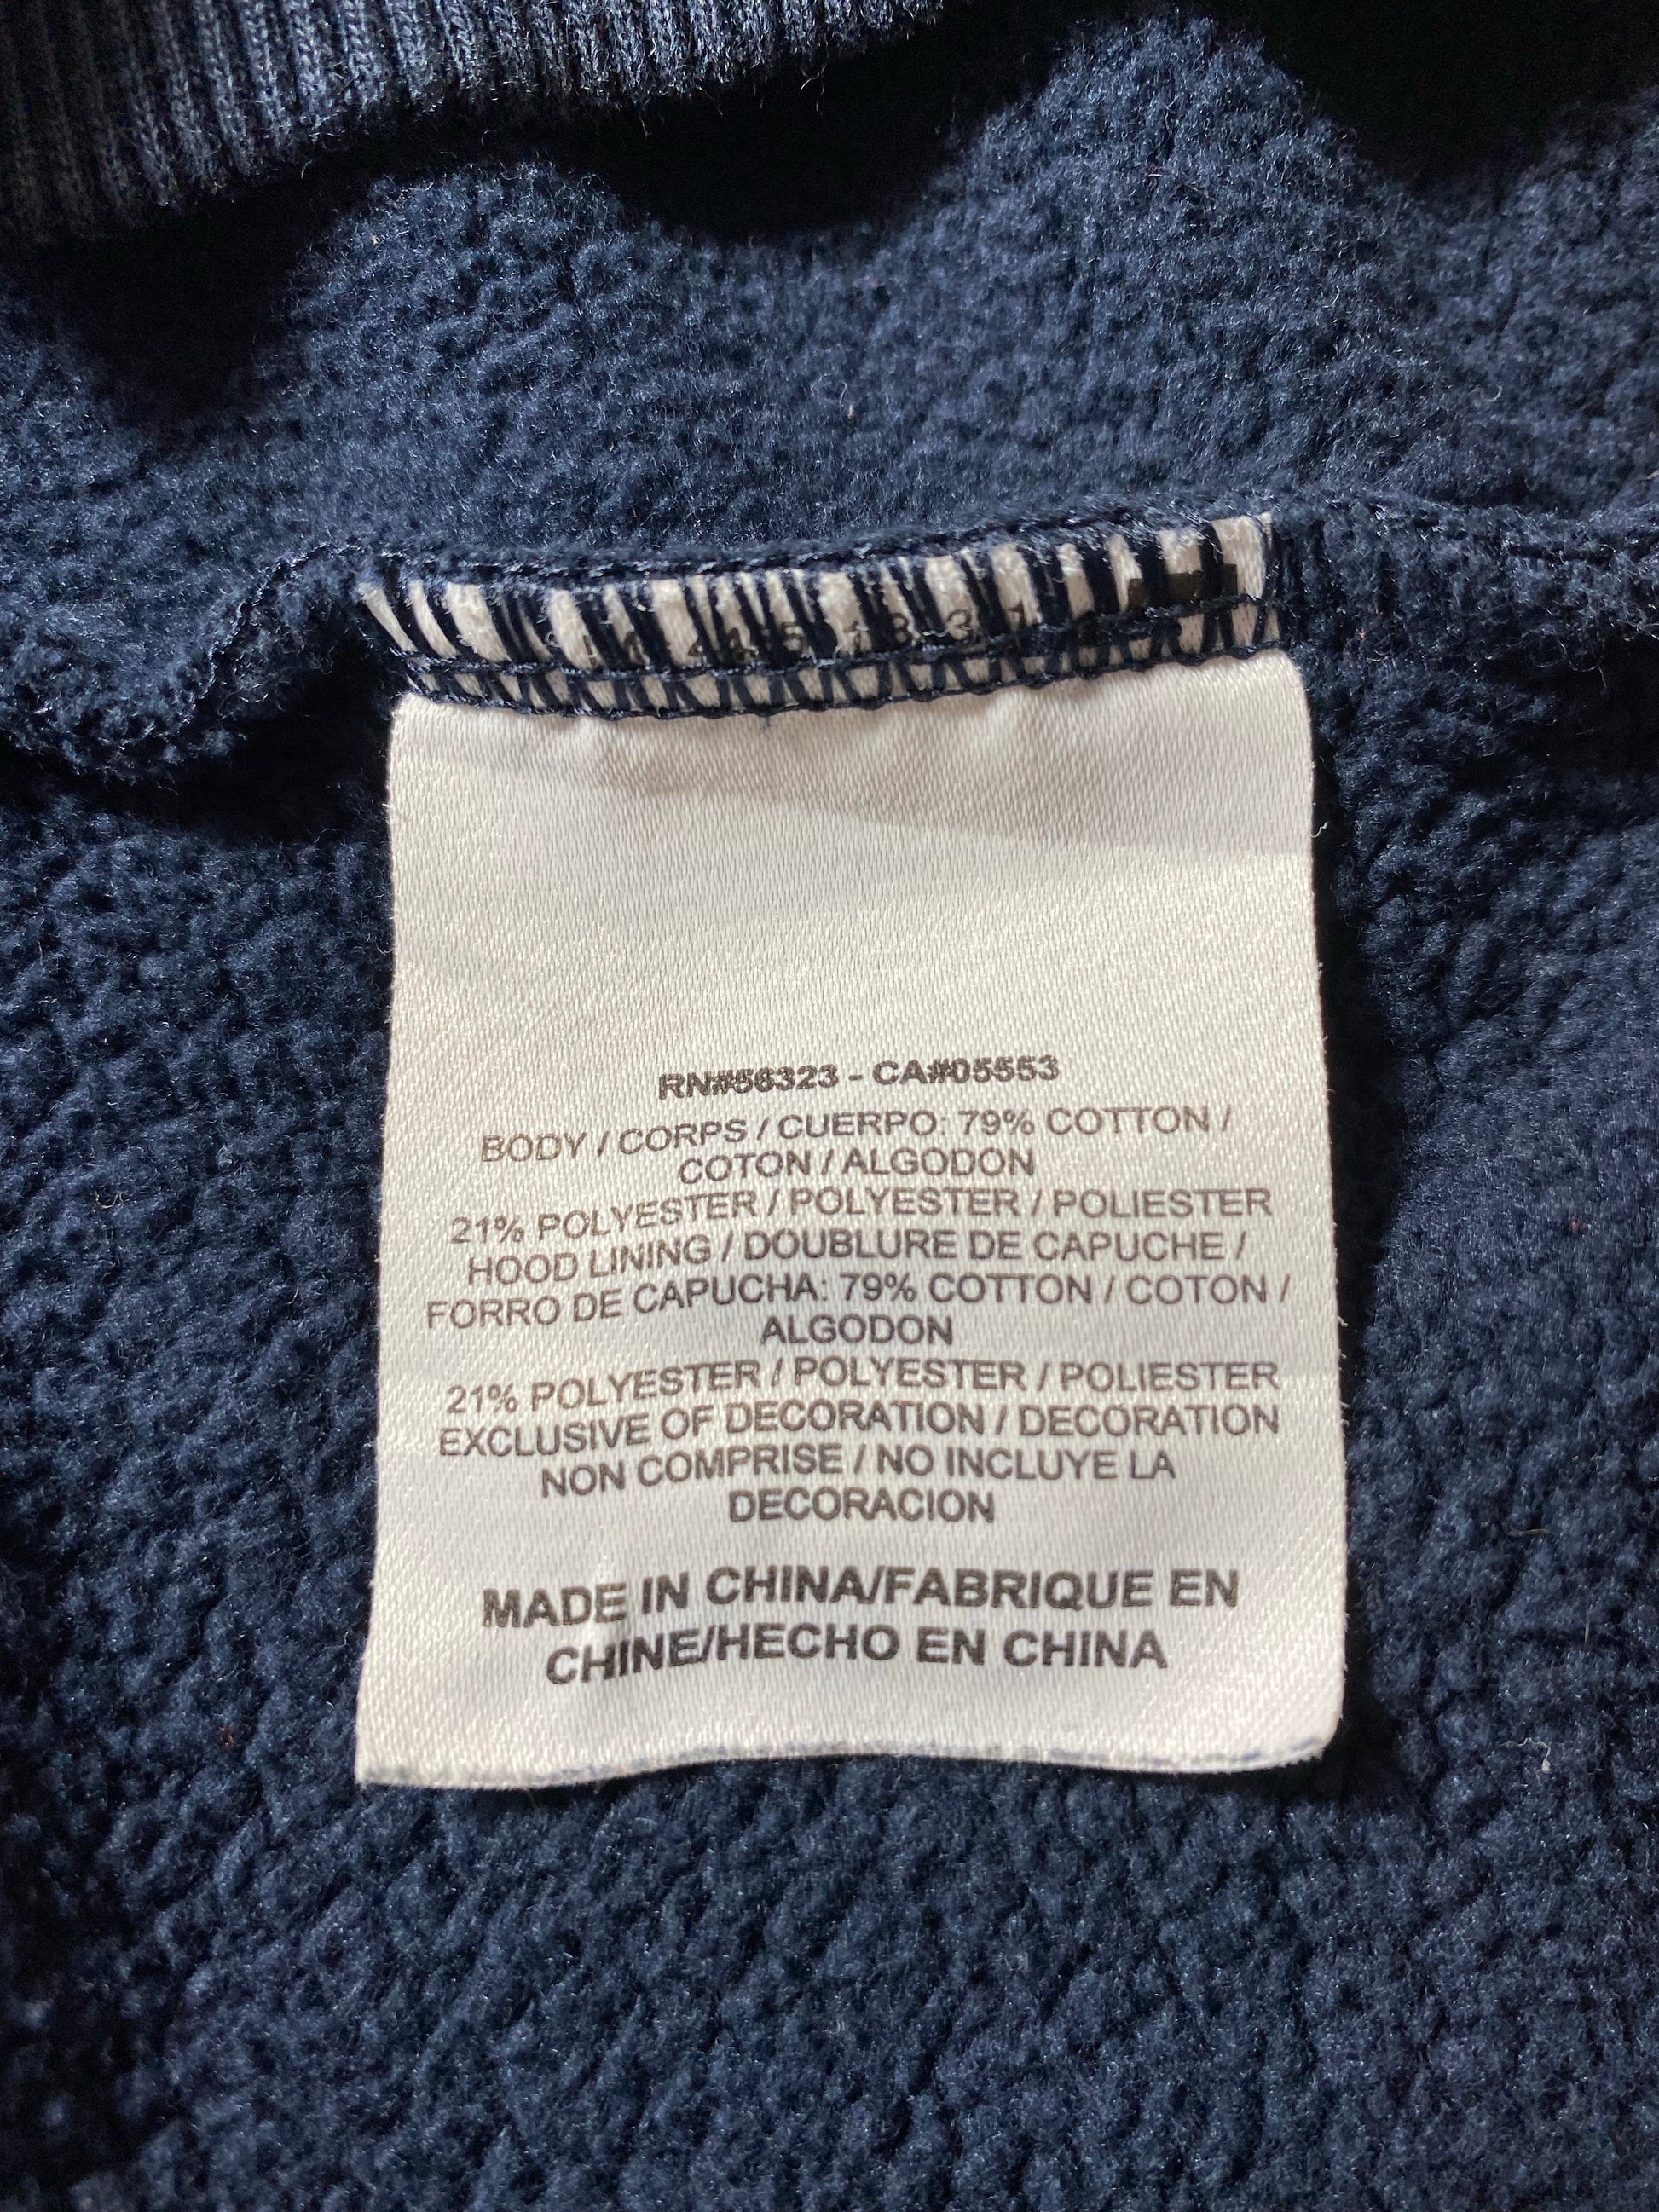 RN#56323 - CA#05553
BODY / CORPS / CUERPO: 79% COTTON /
COTON / ALGODON
21% POLYESTER / POLYESTER / POLIESTER
HOOD LINING / DOUBLURE DE CAPUCHE /
FORRO DE CAPUCHA: 79% COTTON / COTON /
ALGODON
21% POLYESTER / POLYESTER / POLIESTER
EXCLUSIVE OF DECORATION / DECORATION
NON COMPRISE / NO INCLUYE LA
DECORACION
MADE IN CHINA/FABRIQUE EN
CHINE/HECHO EN CHINA